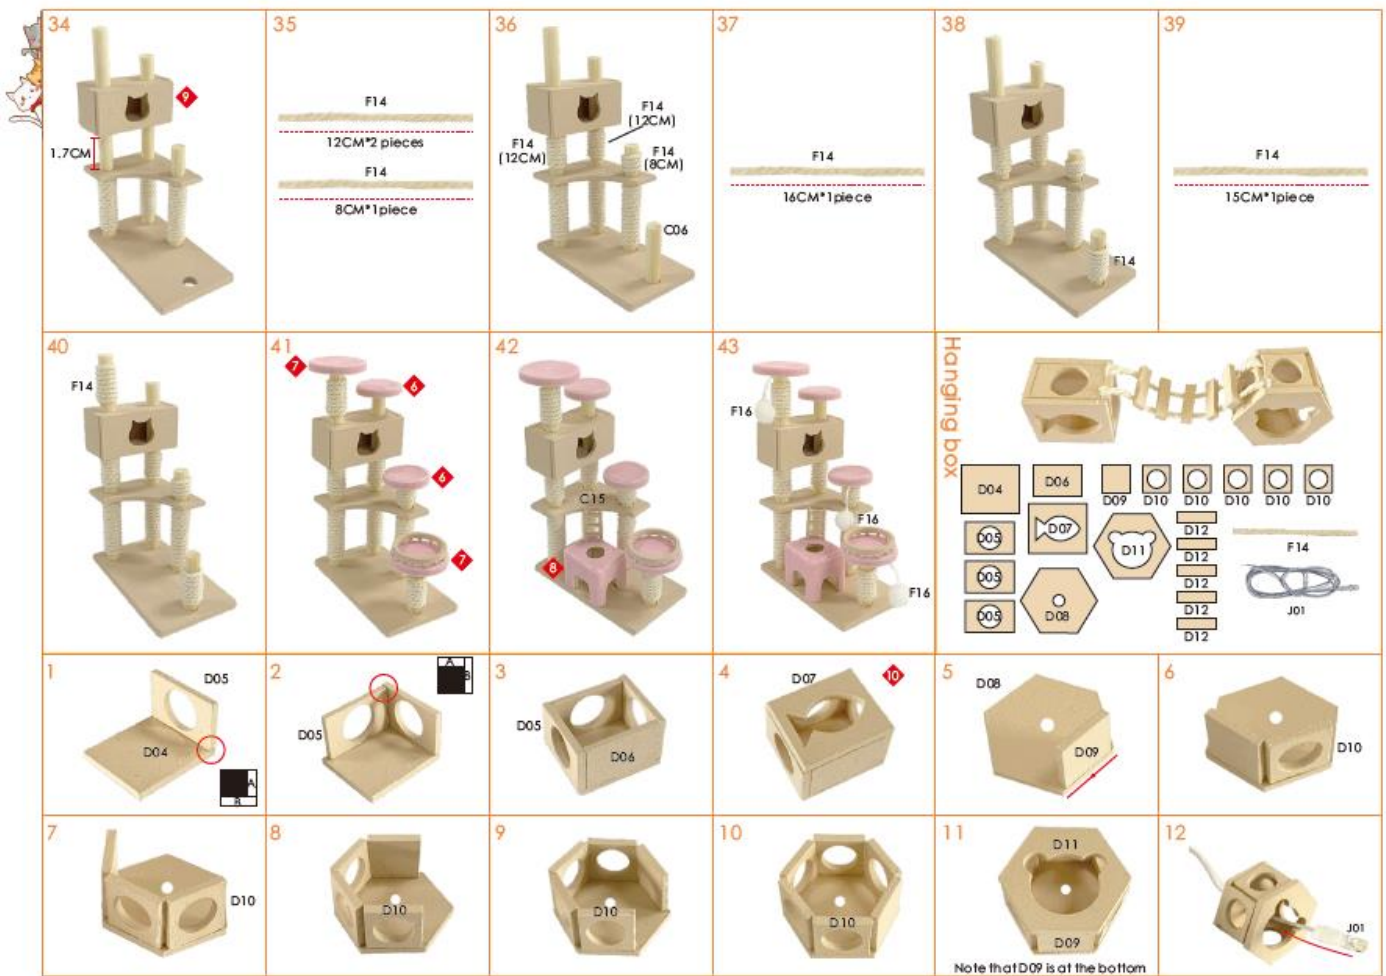 34
9
1.7CM
35
F14
12CM*2 pieces
F14
8CM*1piece
36
F14
(12CM)
F14
(12CM)
F14
(8CM)
C06
37
F14
16CM*1piece
38
F14
39
F14
15CM*1piece
40
F14
41
7
6
6
7
42
C15
8
43
F16
F16
F16
Hanging box
D04
D06
D09
D10
D10
D10
D10
D10
D05
D07
D11
D12
D12
D12
D12
D12
F14
D05
D05
D08
J01
1
D05
D04
A
B
2
A
B
D05
3
D05
D06
4
D07
10
5
D08
D09
6
D10
7
D10
8
D10
9
D10
10
D10
11
D11
D09
Note that D09 is at the bottom
12
J01